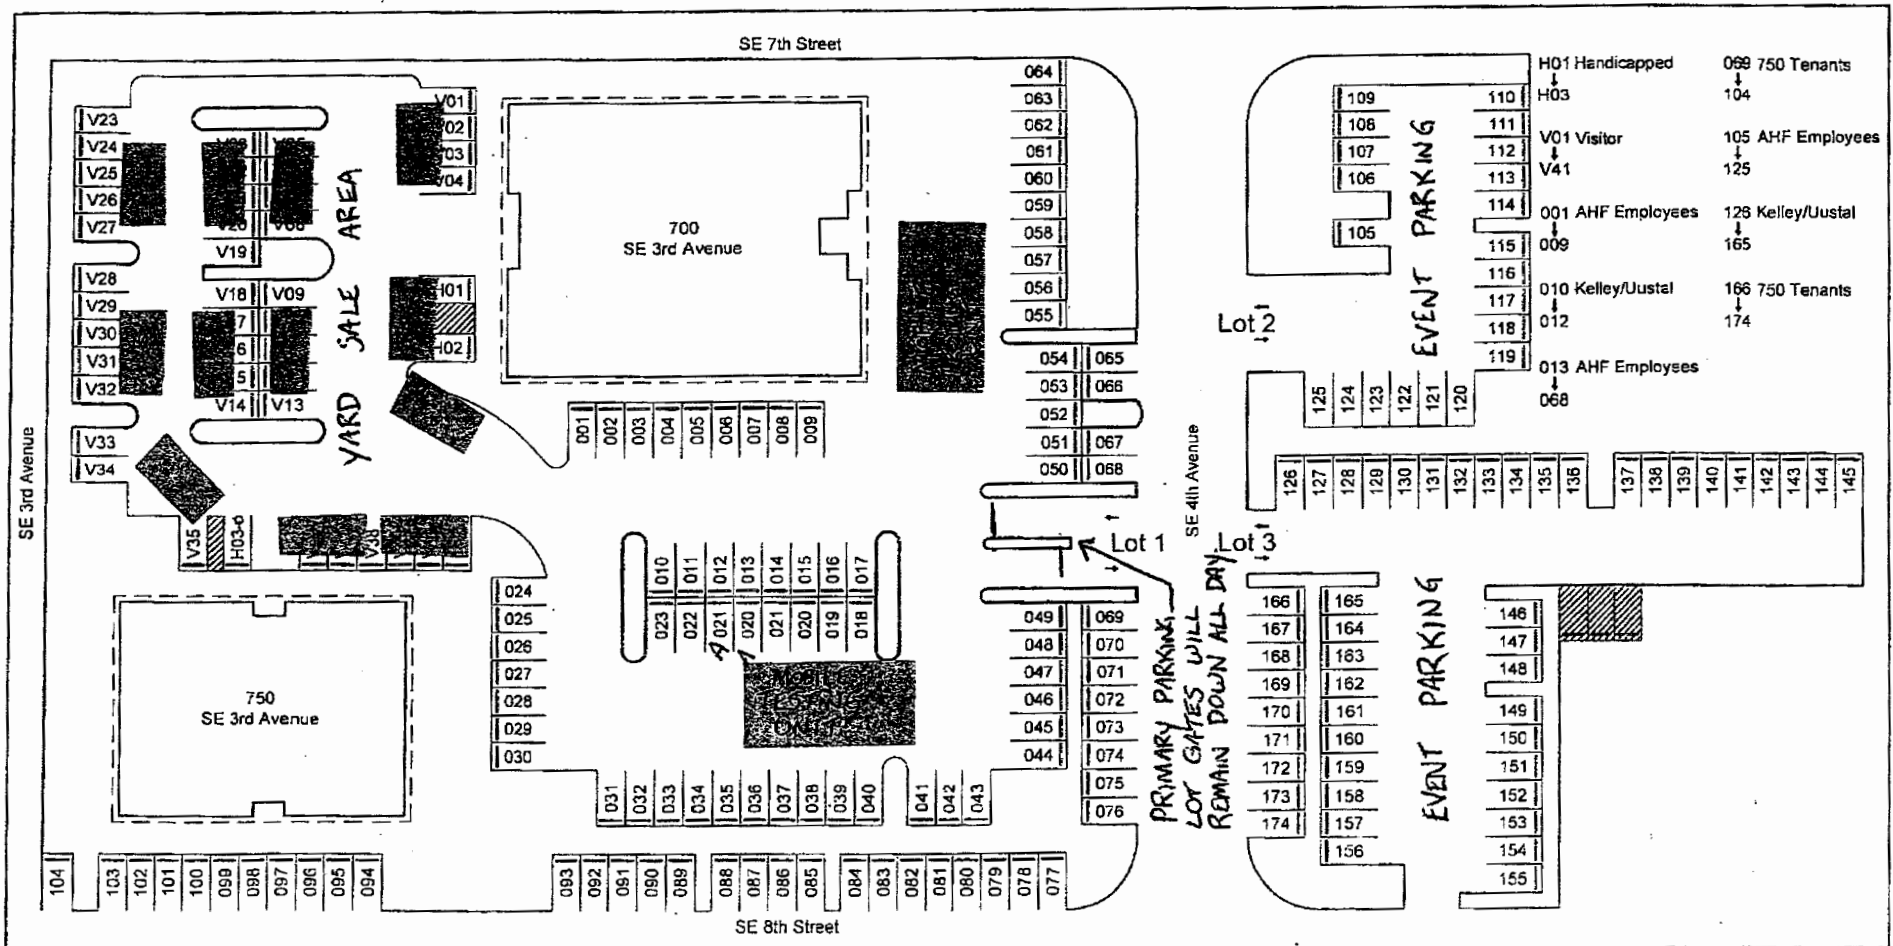 SE 7th Street
SE 3rd Avenue
V23
V24
V25
V26
V27
V28
V29
V30
V31
V32
V33
V34
V19
V18 V09
7
6
5
V14 V13
V01
V02
V03
V04
H01
H02
YARD SALE AREA
V35
H03
V38
700
SE 3rd Avenue
750
SE 3rd Avenue
001 002 003 004 005 006 007 008 009
064
063
062
061
060
059
058
057
056
055
054 065
053 066
052
051 067
050 068
Lot 1
SE 4th Avenue
010 011 012 013 014 015 016 017
023 022 021 020 021 020 019 018
024
025
026
027
028
029
030
031 032 033 034 035 036 037 038 039 040 041 042 043
049 069
048 070
047 071
046 072
045 073
044 074
075
076
PRIMARY PARKING
LOT GATES WILL
REMAIN DOWN ALL DAY.
104 103 102 101 100 099 098 097 096 095 094
093 092 091 090 089 088 087 086 085 084 083 082 081 080 079 078 077
SE 8th Street
Lot 2
109
108
107
106
105
EVENT PARKING
110
111
112
113
114
115
116
117
118
119
125 124 123 122 121 120
126 127 128 129 130 131 132 133 134 135 136 137 138 139 140 141 142 143 144 145
Lot 3
166 165
167 164
168 163
169 162
170 161
171 160
172 159
173 158
174 157
156
EVENT PARKING
146
147
148
149
150
151
152
153
154
155
H01 Handicapped
↓
H03
V01 Visitor
↓
V41
001 AHF Employees
↓
009
010 Kelley/Uustal
↓
012
013 AHF Employees
↓
068
069 750 Tenants
↓
104
105 AHF Employees
↓
125
126 Kelley/Uustal
↓
165
166 750 Tenants
↓
174